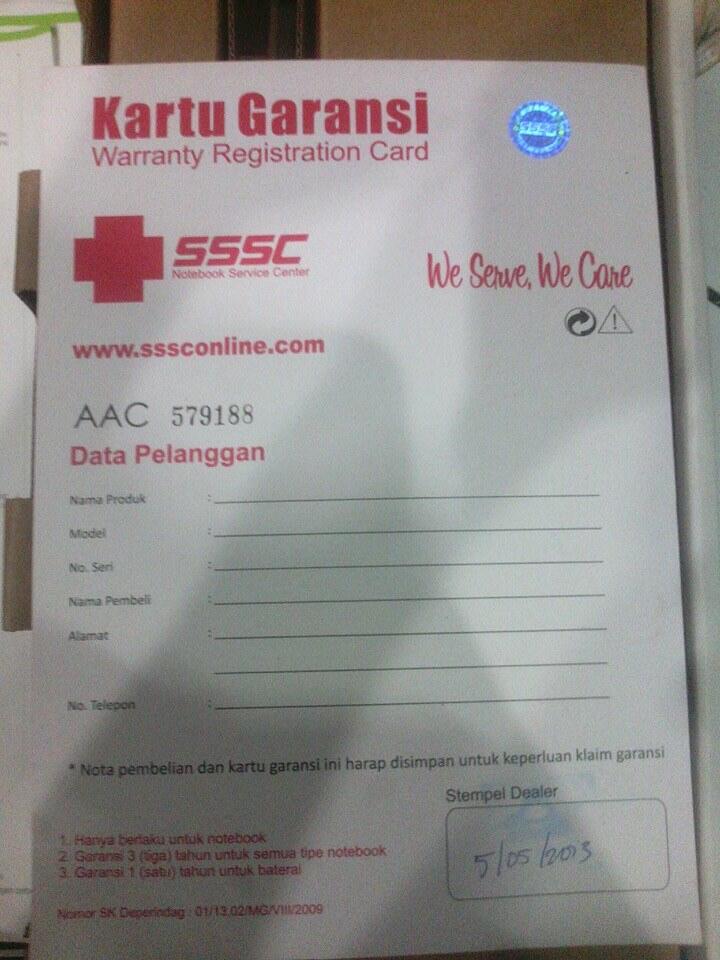 Kartu Garansi
Warranty Registration Card
SSSC
SSSC
Notebook Service Center
We Serve, We Care
www.sssconline.com
AAC 579188
Data Pelanggan
Nama Produk :
Model :
No. Seri :
Nama Pembeli :
Alamat :
No. Telepon :
* Nota pembelian dan kartu garansi ini harap disimpan untuk keperluan klaim garansi
Stempel Dealer
5/05/2013
1. Hanya berlaku untuk notebook
2. Garansi 3 (tiga) tahun untuk semua tipe notebook
3. Garansi 1 (satu) tahun untuk baterai
Nomor SK Deperindag : 01/13.02/MG/VIII/2009